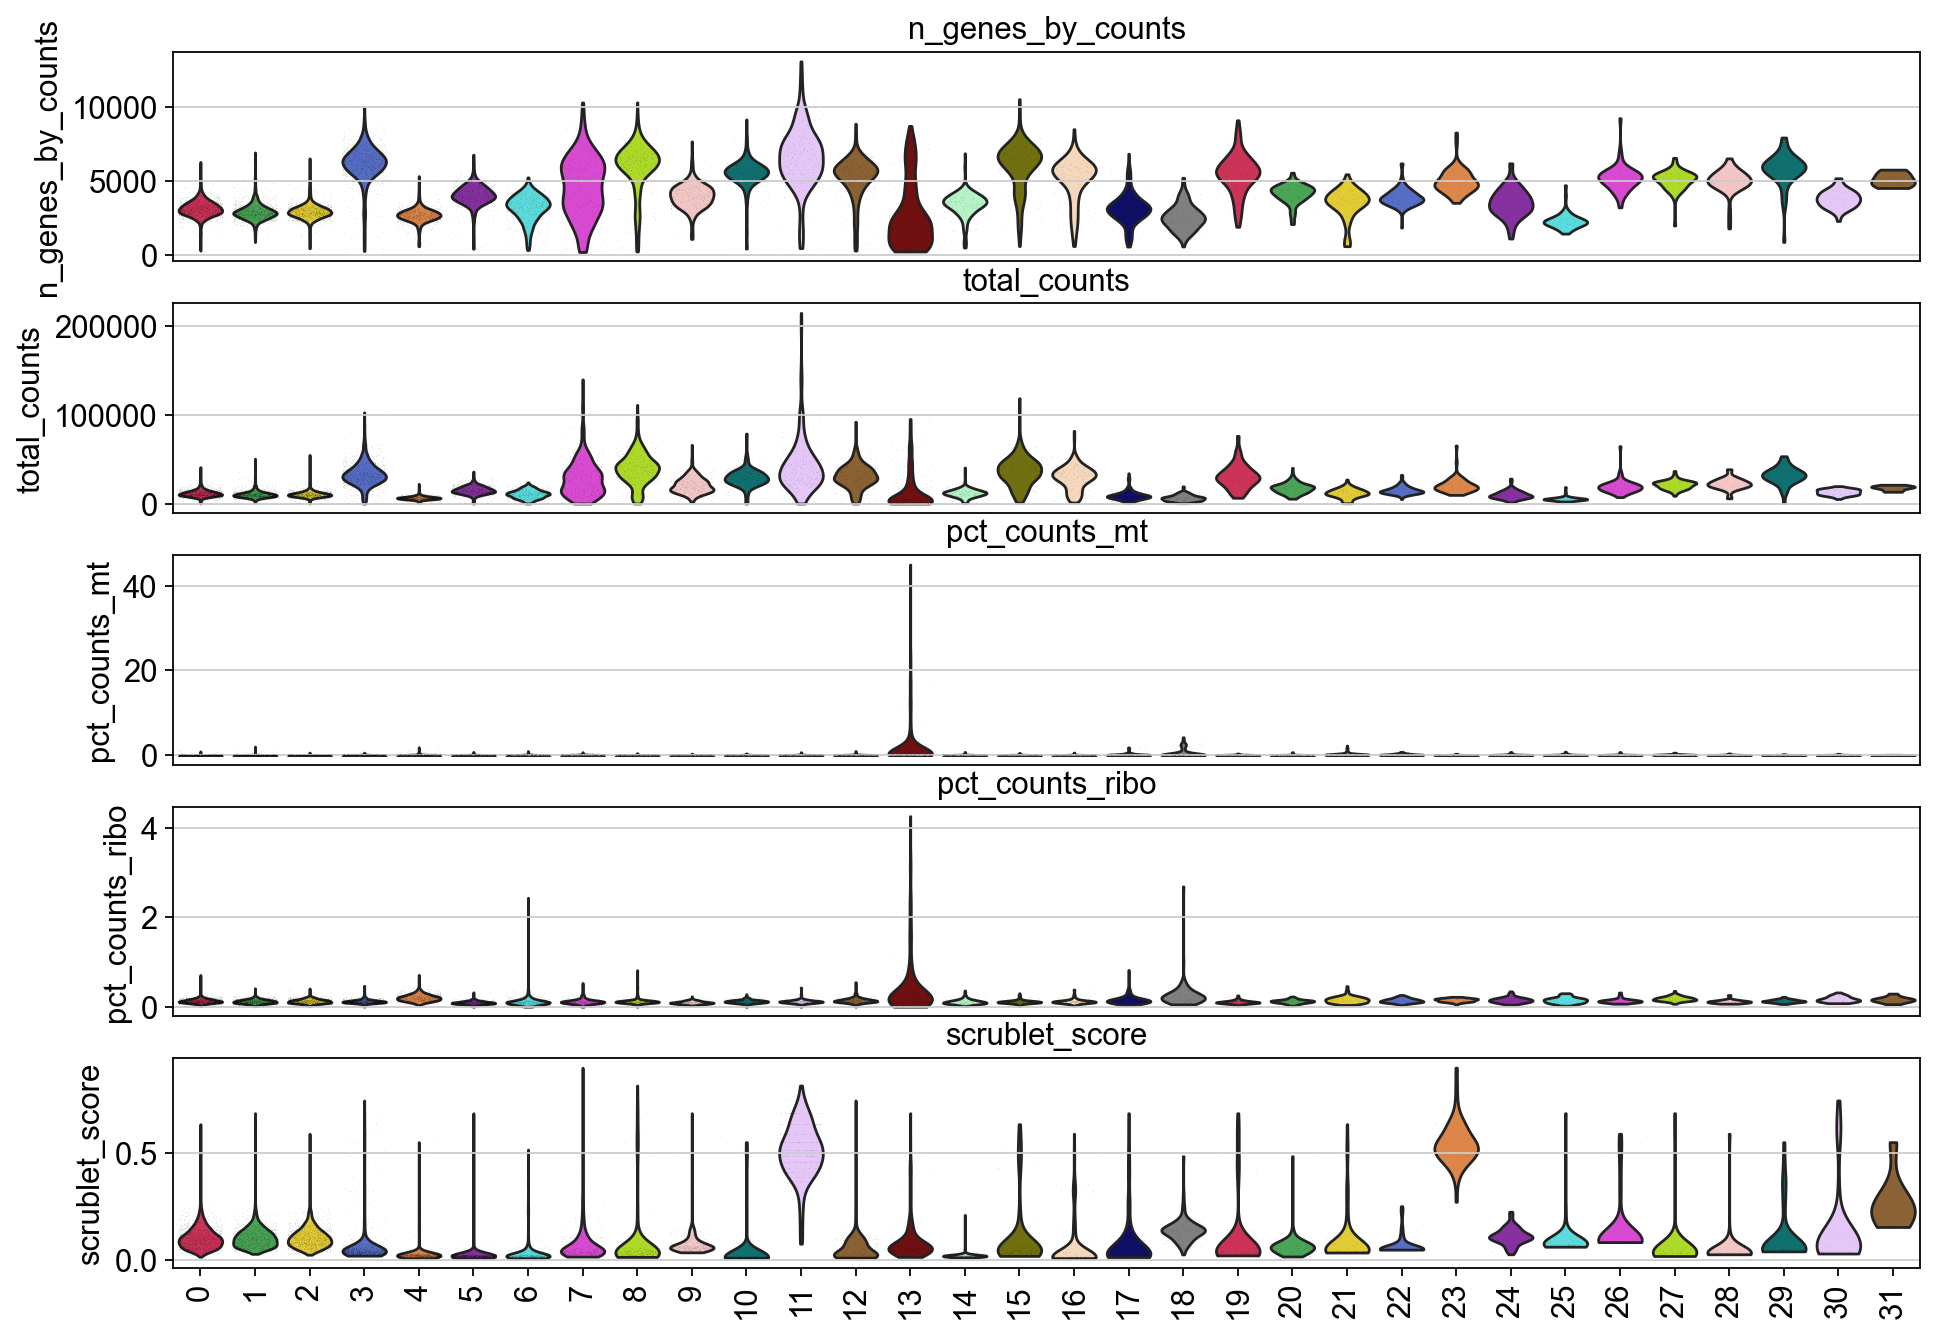 n_genes_by_counts
n_genes_by_counts
10000
5000
0
total_counts
total_counts
200000
100000
0
pct_counts_mt
pct_counts_mt
40
20
0
pct_counts_ribo
pct_counts_ribo
4
2
0
scrublet_score
scrublet_score
0.5
0.0
0 1 2 3 4 5 6 7 8 9 10 11 12 13 14 15 16 17 18 19 20 21 22 23 24 25 26 27 28 29 30 31